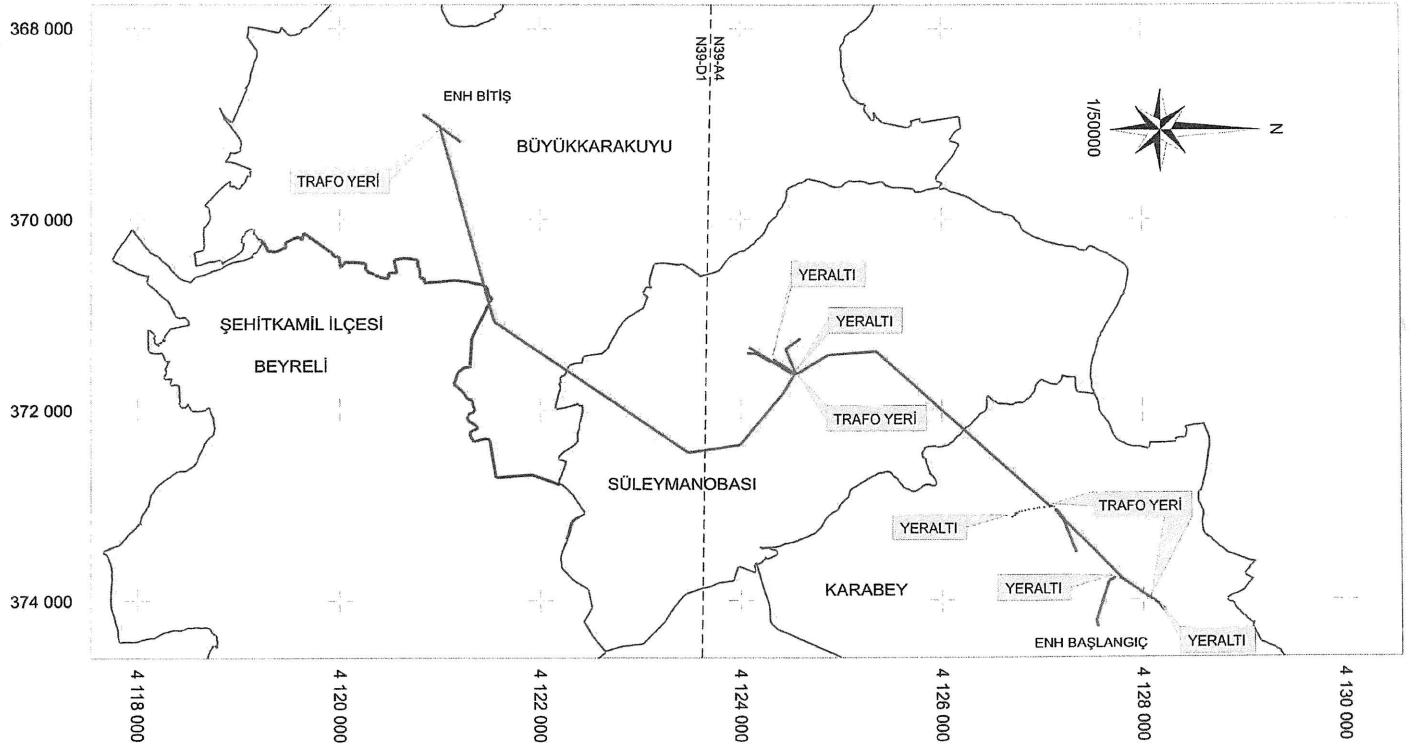 368 000
370 000
372 000
374 000
N39-A4
N39-D1
N
1/50000
ENH BİTİŞ
BÜYÜKKARAKUYU
TRAFO YERİ
YERALTI
YERALTI
ŞEHİTKAMİL İLÇESİ
BEYRELİ
TRAFO YERİ
SÜLEYMANOBASI
TRAFO YERİ
YERALTI
YERALTI
KARABEY
ENH BAŞLANGIÇ
YERALTI
4 118 000
4 120 000
4 122 000
4 124 000
4 126 000
4 128 000
4 130 000